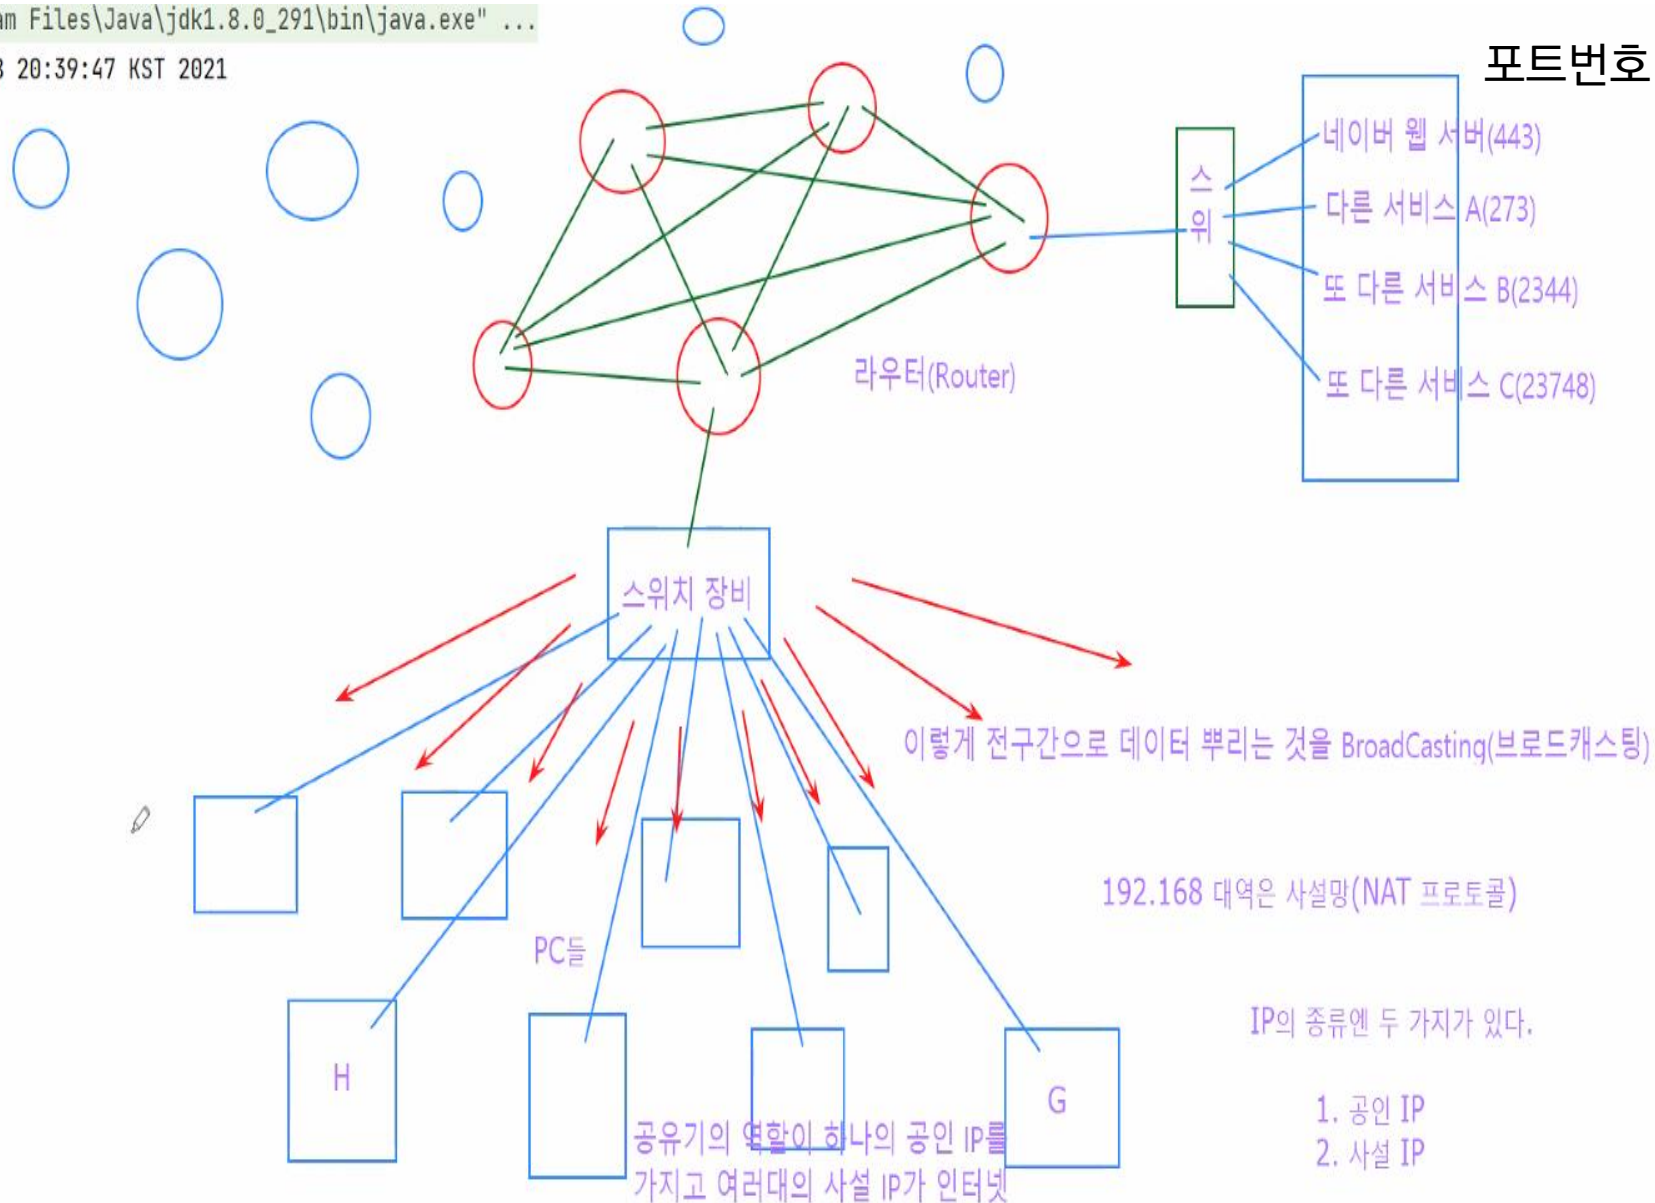 am Files\Java\jdk1.8.0_291\bin\java.exe" ...
20:39:47 KST 2021
포트번호
네이버 웹 서버(443)
스
위
다른 서비스 A(273)
또 다른 서비스 B(2344)
라우터(Router)
또 다른 서비스 C(23748)
스위치 장비
이렇게 전구간으로 데이터 뿌리는 것을 BroadCasting(브로드캐스팅)
192.168 대역은 사설망(NAT 프로토콜)
PC들
IP의 종류엔 두 가지가 있다.
H
G
1. 공인 IP
2. 사설 IP
공유기의 역할이 하나의 공인 IP를
가지고 여러대의 사설 IP가 인터넷